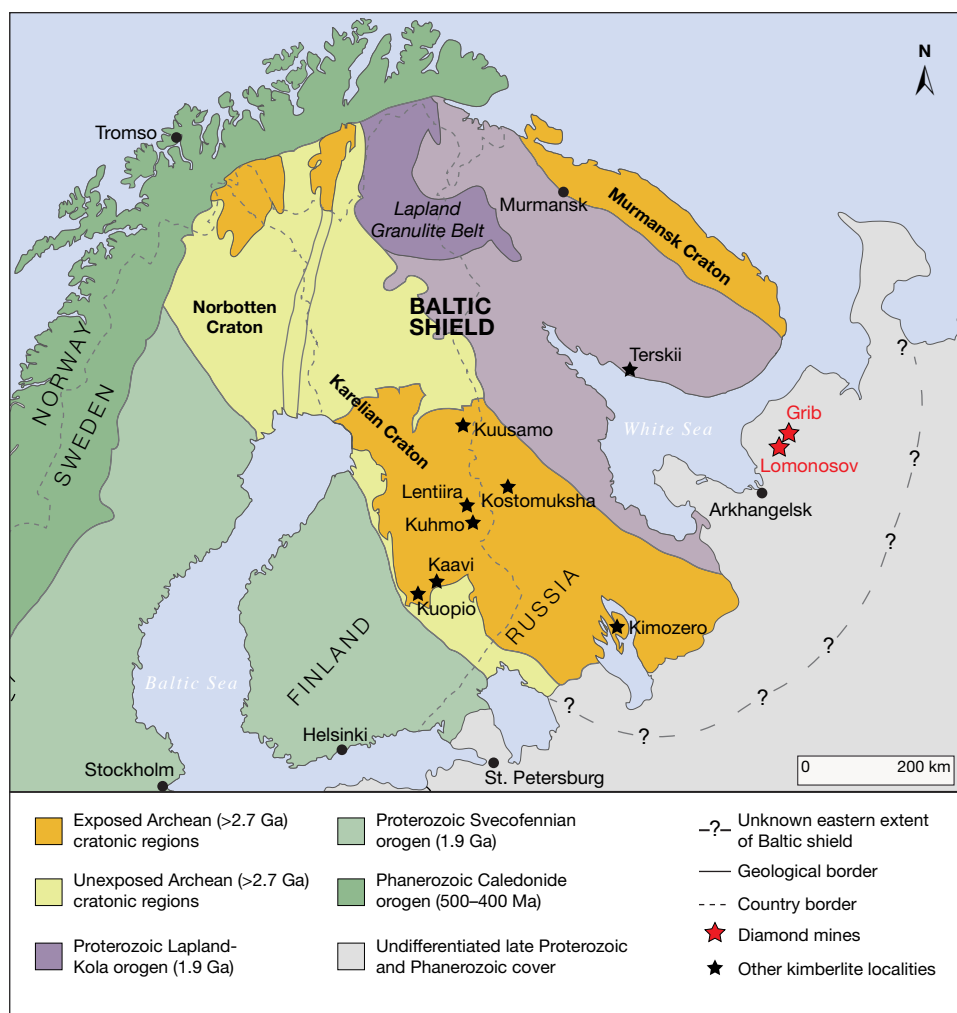 N
Tromso
Murmansk
Lapland
Granulite Belt
Murmansk Craton
Norbotten
Craton
BALTIC
SHIELD
NORWAY
SWEDEN
Terskii
Karelian Craton
Kuusamo
White Sea
Grib
Lomonosov
Lentiira
Kostomuksha
Arkhangelsk
Kuhmo
Kaavi
Kuopio
RUSSIA
Kimozero
FINLAND
Baltic Sea
Helsinki
Stockholm
St. Petersburg
?
?
?
?
?
?
0 200 km
Exposed Archean (>2.7 Ga)
cratonic regions
Unexposed Archean (>2.7 Ga)
cratonic regions
Proterozoic Lapland-
Kola orogen (1.9 Ga)
Proterozoic Svecofennian
orogen (1.9 Ga)
Phanerozoic Caledonide
orogen (500–400 Ma)
Undifferentiated late Proterozoic
and Phanerozoic cover
–?– Unknown eastern extent
of Baltic shield
Geological border
Country border
Diamond mines
Other kimberlite localities